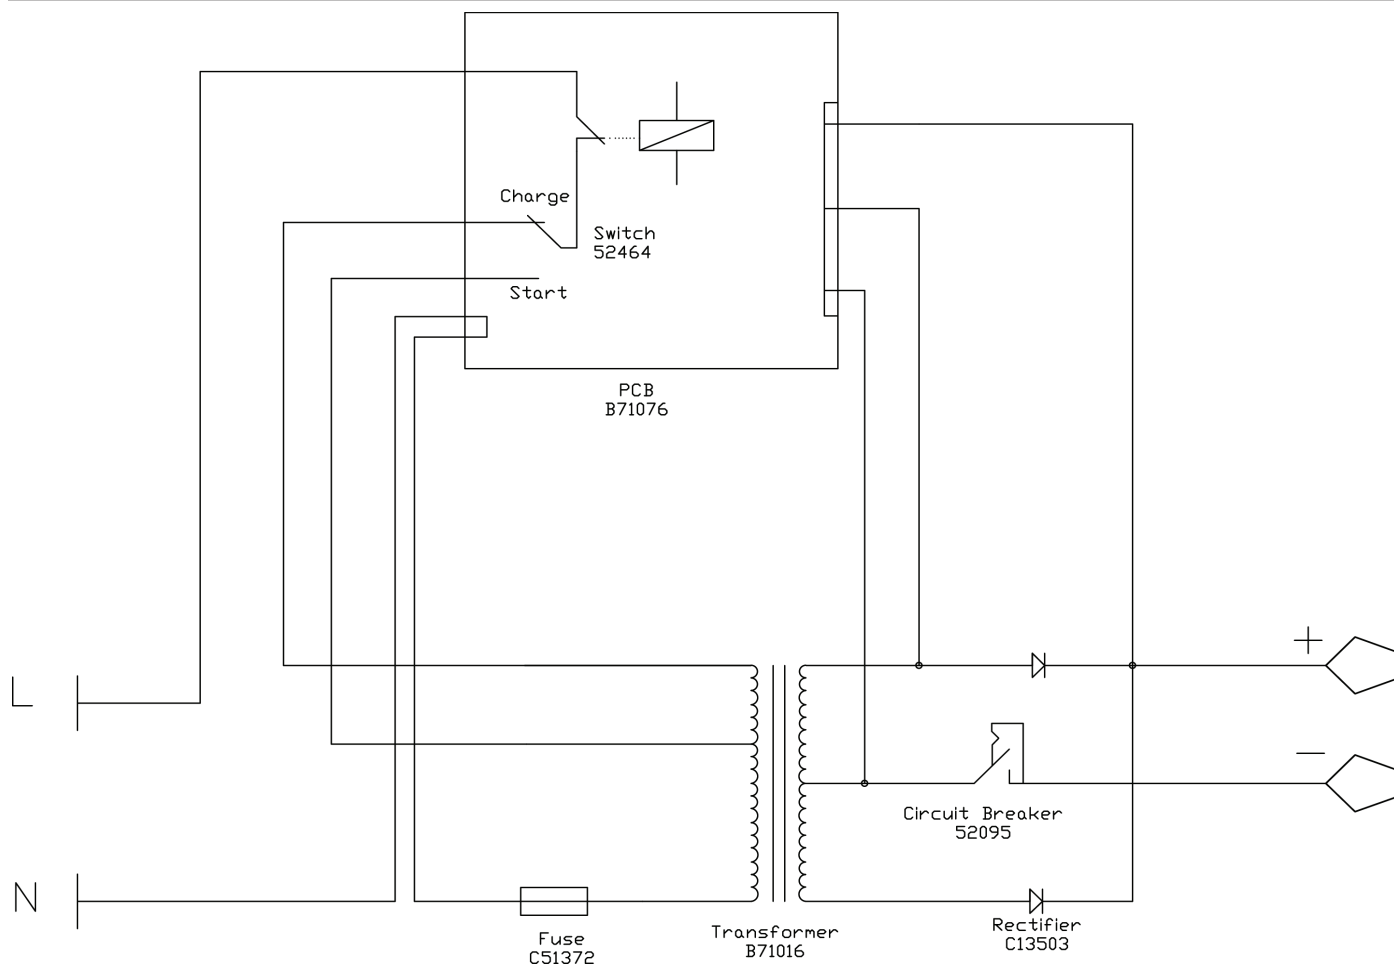 Charge
Switch
52464
Start
PCB
B71076
+
L
−
Circuit Breaker
52095
N
Rectifier
C13503
Transformer
B71016
Fuse
C51372